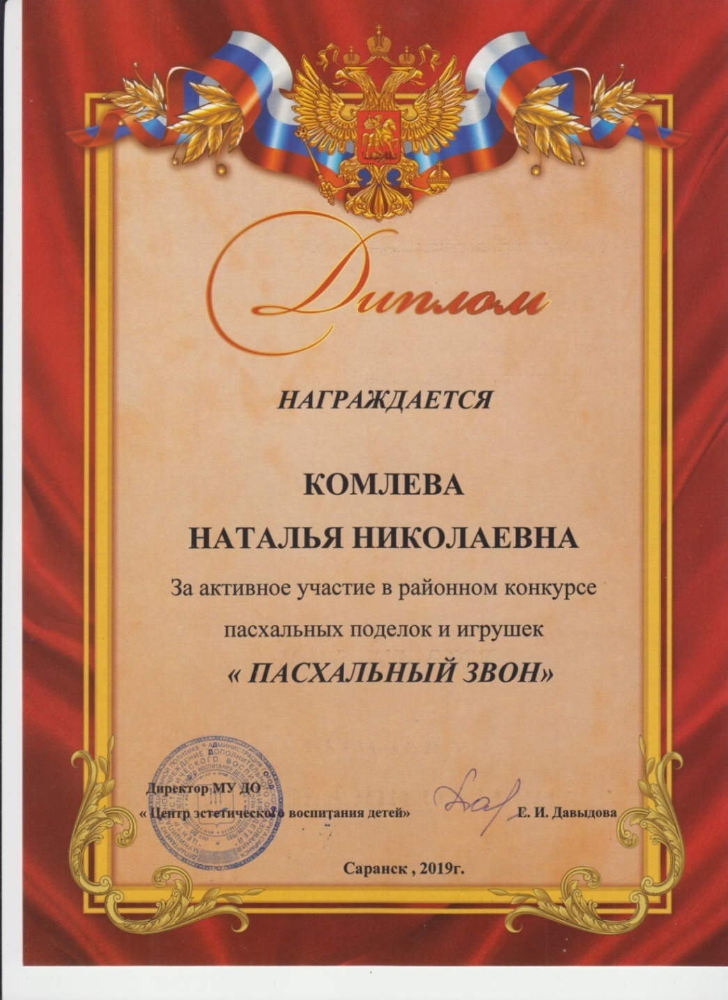 Диплом
НАГРАЖДАЕТСЯ
КОМЛЕВА
НАТАЛЬЯ НИКОЛАЕВНА
За активное участие в районном конкурсе
пасхальных поделок и игрушек
« ПАСХАЛЬНЫЙ ЗВОН»
Директор МУ ДО
« Центр эстетического воспитания детей»
Е. И. Давыдова
Саранск , 2019г.